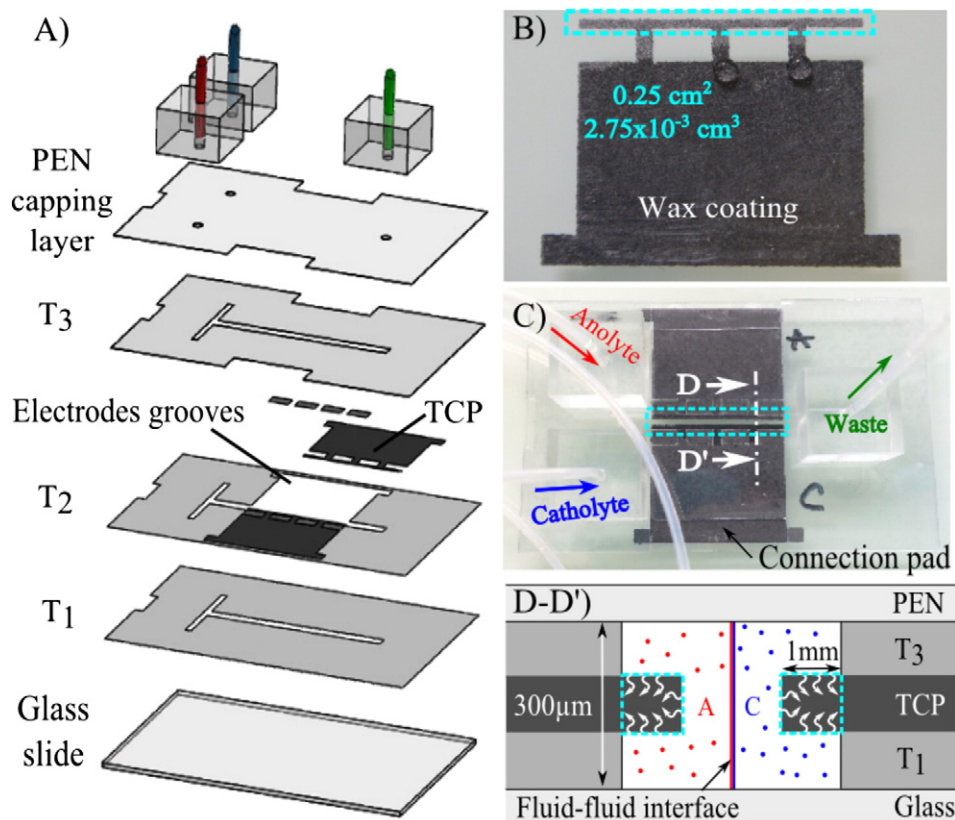 A)
PEN
capping
layer
T3
Electrodes grooves
TCP
T2
T1
Glass
slide
B)
0.25 cm²
2.75x10⁻³ cm³
Wax coating
C)
Anolyte
A
D
D'
Waste
Catholyte
C
Connection pad
D-D')
PEN
1mm
T3
300µm
A
C
TCP
T1
Fluid-fluid interface
Glass